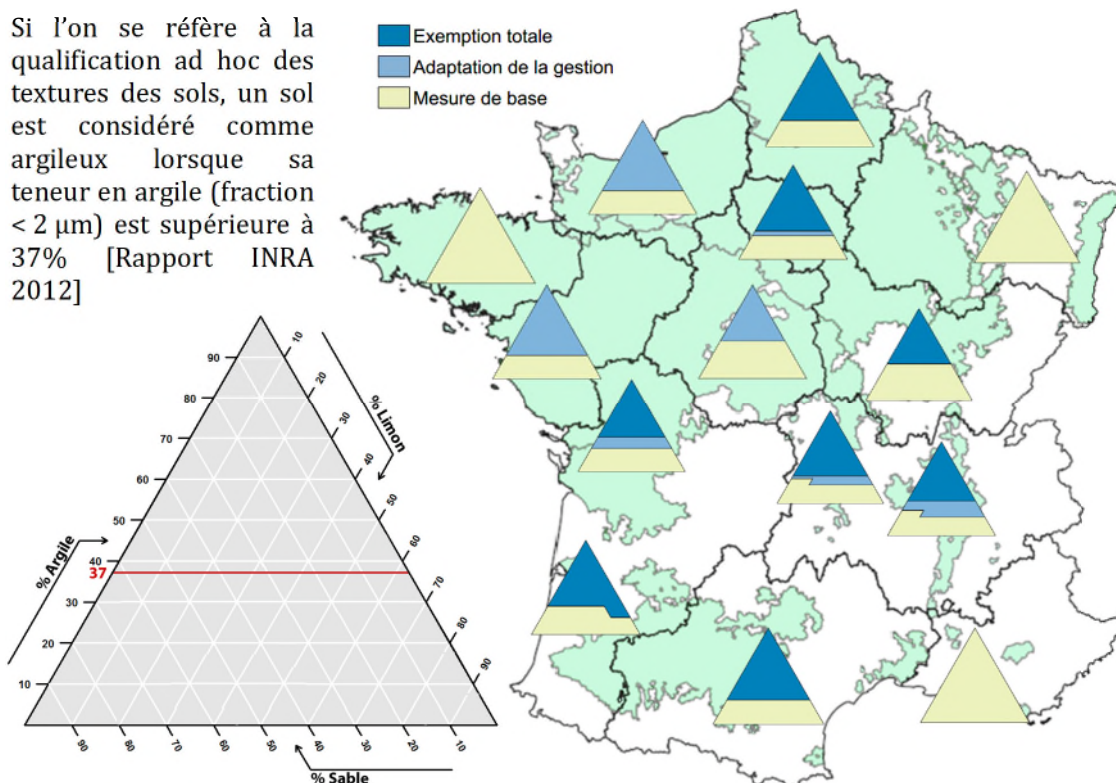 Si l’on se réfère à la
qualification ad hoc des
textures des sols, un sol
est considéré comme
argileux lorsque sa
teneur en argile (fraction
< 2 µm) est supérieure à
37% [Rapport INRA
2012]
Exemption totale
Adaptation de la gestion
Mesure de base
% Argile
90
80
70
60
50
40
37
30
20
10
% Limon
10
20
30
40
50
60
70
80
90
90
80
70
60
50
40
30
20
10
% Sable